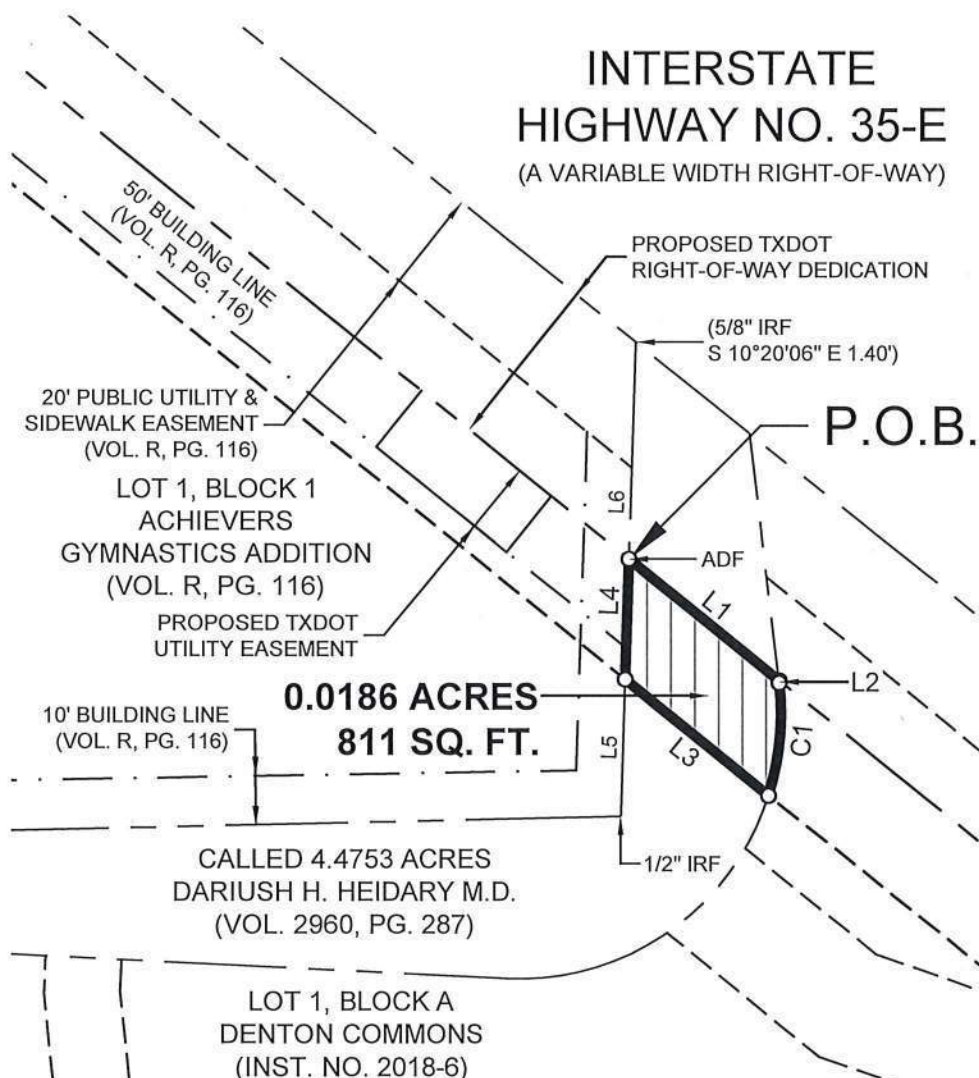 INTERSTATE
HIGHWAY NO. 35-E
(A VARIABLE WIDTH RIGHT-OF-WAY)
50' BUILDING LINE
(VOL. R, PG. 116)
PROPOSED TXDOT
RIGHT-OF-WAY DEDICATION
(5/8" IRF
S 10°20'06" E 1.40')
20' PUBLIC UTILITY &
SIDEWALK EASEMENT
(VOL. R, PG. 116)
P.O.B.
LOT 1, BLOCK 1
ACHIEVERS
GYMNASTICS ADDITION
(VOL. R, PG. 116)
L6
ADF
L4
L1
PROPOSED TXDOT
UTILITY EASEMENT
L2
0.0186 ACRES
811 SQ. FT.
10' BUILDING LINE
(VOL. R, PG. 116)
L5
L3
C1
1/2" IRF
CALLED 4.4753 ACRES
DARIUSH H. HEIDARY M.D.
(VOL. 2960, PG. 287)
LOT 1, BLOCK A
DENTON COMMONS
(INST. NO. 2018-6)